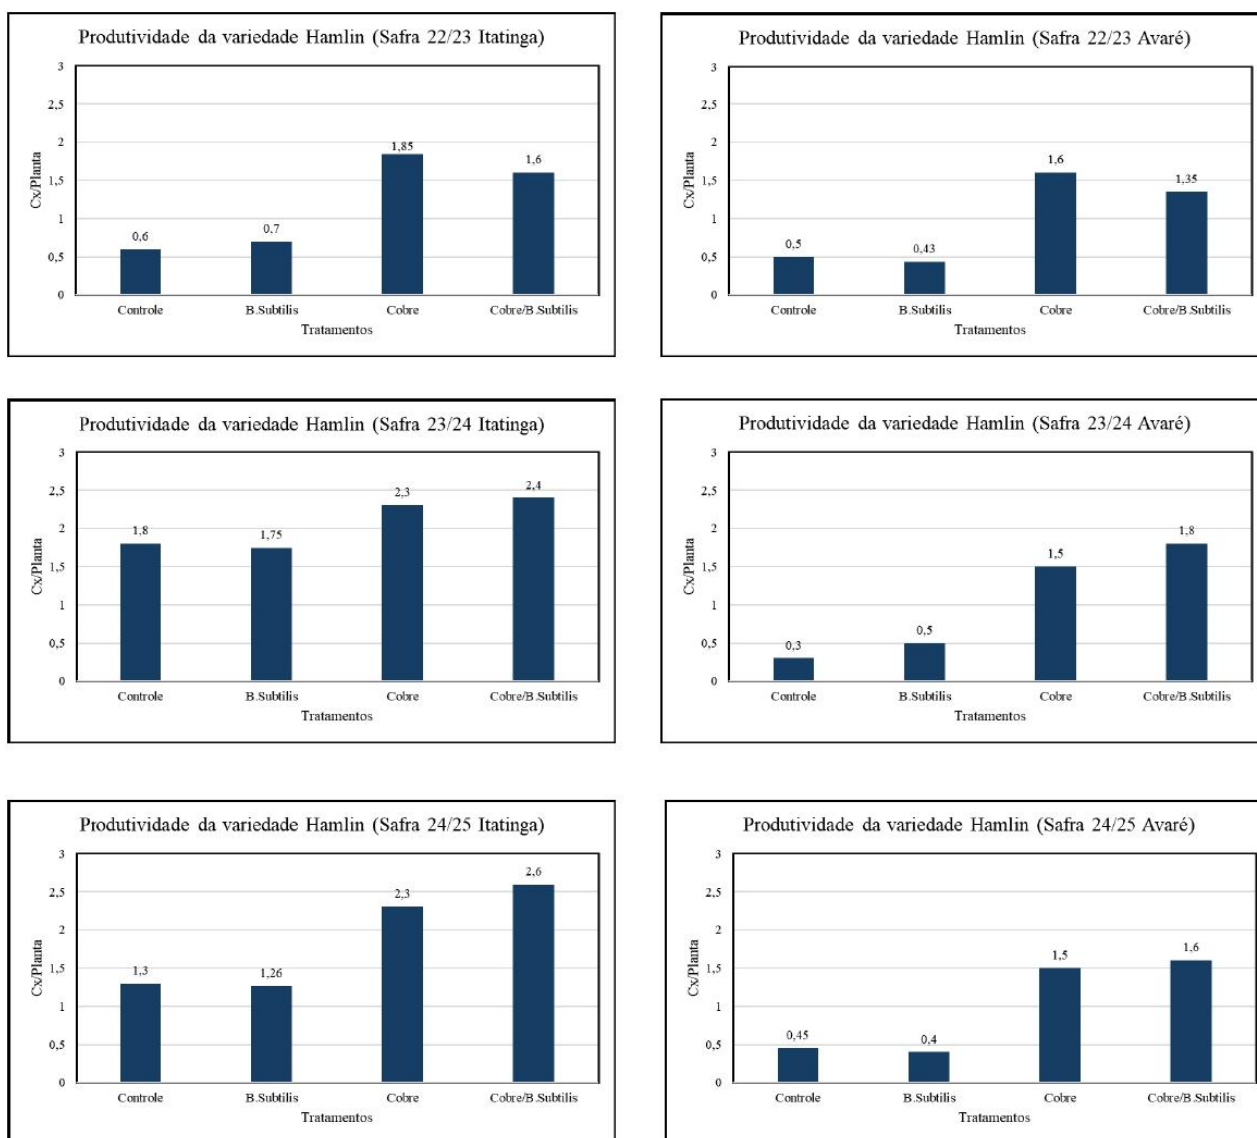 Produtividade da variedade Hamlin (Safra 22/23 Itatinga)
3
2,5
2
1,5
1
0,5
0
Cx/Planta
0,6
0,7
1,85
1,6
Controle
B.Subtilis
Cobre
Cobre/B.Subtilis
Tratamentos
Produtividade da variedade Hamlin (Safra 22/23 Avaré)
3
2,5
2
1,5
1
0,5
0
Cx/Planta
0,5
0,43
1,6
1,35
Controle
B.Subtilis
Cobre
Cobre/B.Subtilis
Tratamentos
Produtividade da variedade Hamlin (Safra 23/24 Itatinga)
3
2,5
2
1,5
1
0,5
0
Cx/Planta
1,8
1,75
2,3
2,4
Controle
B.Subtilis
Cobre
Cobre/B.Subtilis
Tratamentos
Produtividade da variedade Hamlin (Safra 23/24 Avaré)
3
2,5
2
1,5
1
0,5
0
Cx/Planta
0,3
0,5
1,5
1,8
Controle
B.Subtilis
Cobre
Cobre/B.Subtilis
Tratamentos
Produtividade da variedade Hamlin (Safra 24/25 Itatinga)
3
2,5
2
1,5
1
0,5
0
Cx/Planta
1,3
1,26
2,3
2,6
Controle
B.Subtilis
Cobre
Cobre/B.Subtilis
Tratamentos
Produtividade da variedade Hamlin (Safra 24/25 Avaré)
3
2,5
2
1,5
1
0,5
0
Cx/Planta
0,45
0,4
1,5
1,6
Controle
B.Subtilis
Cobre
Cobre/B.Subtilis
Tratamentos